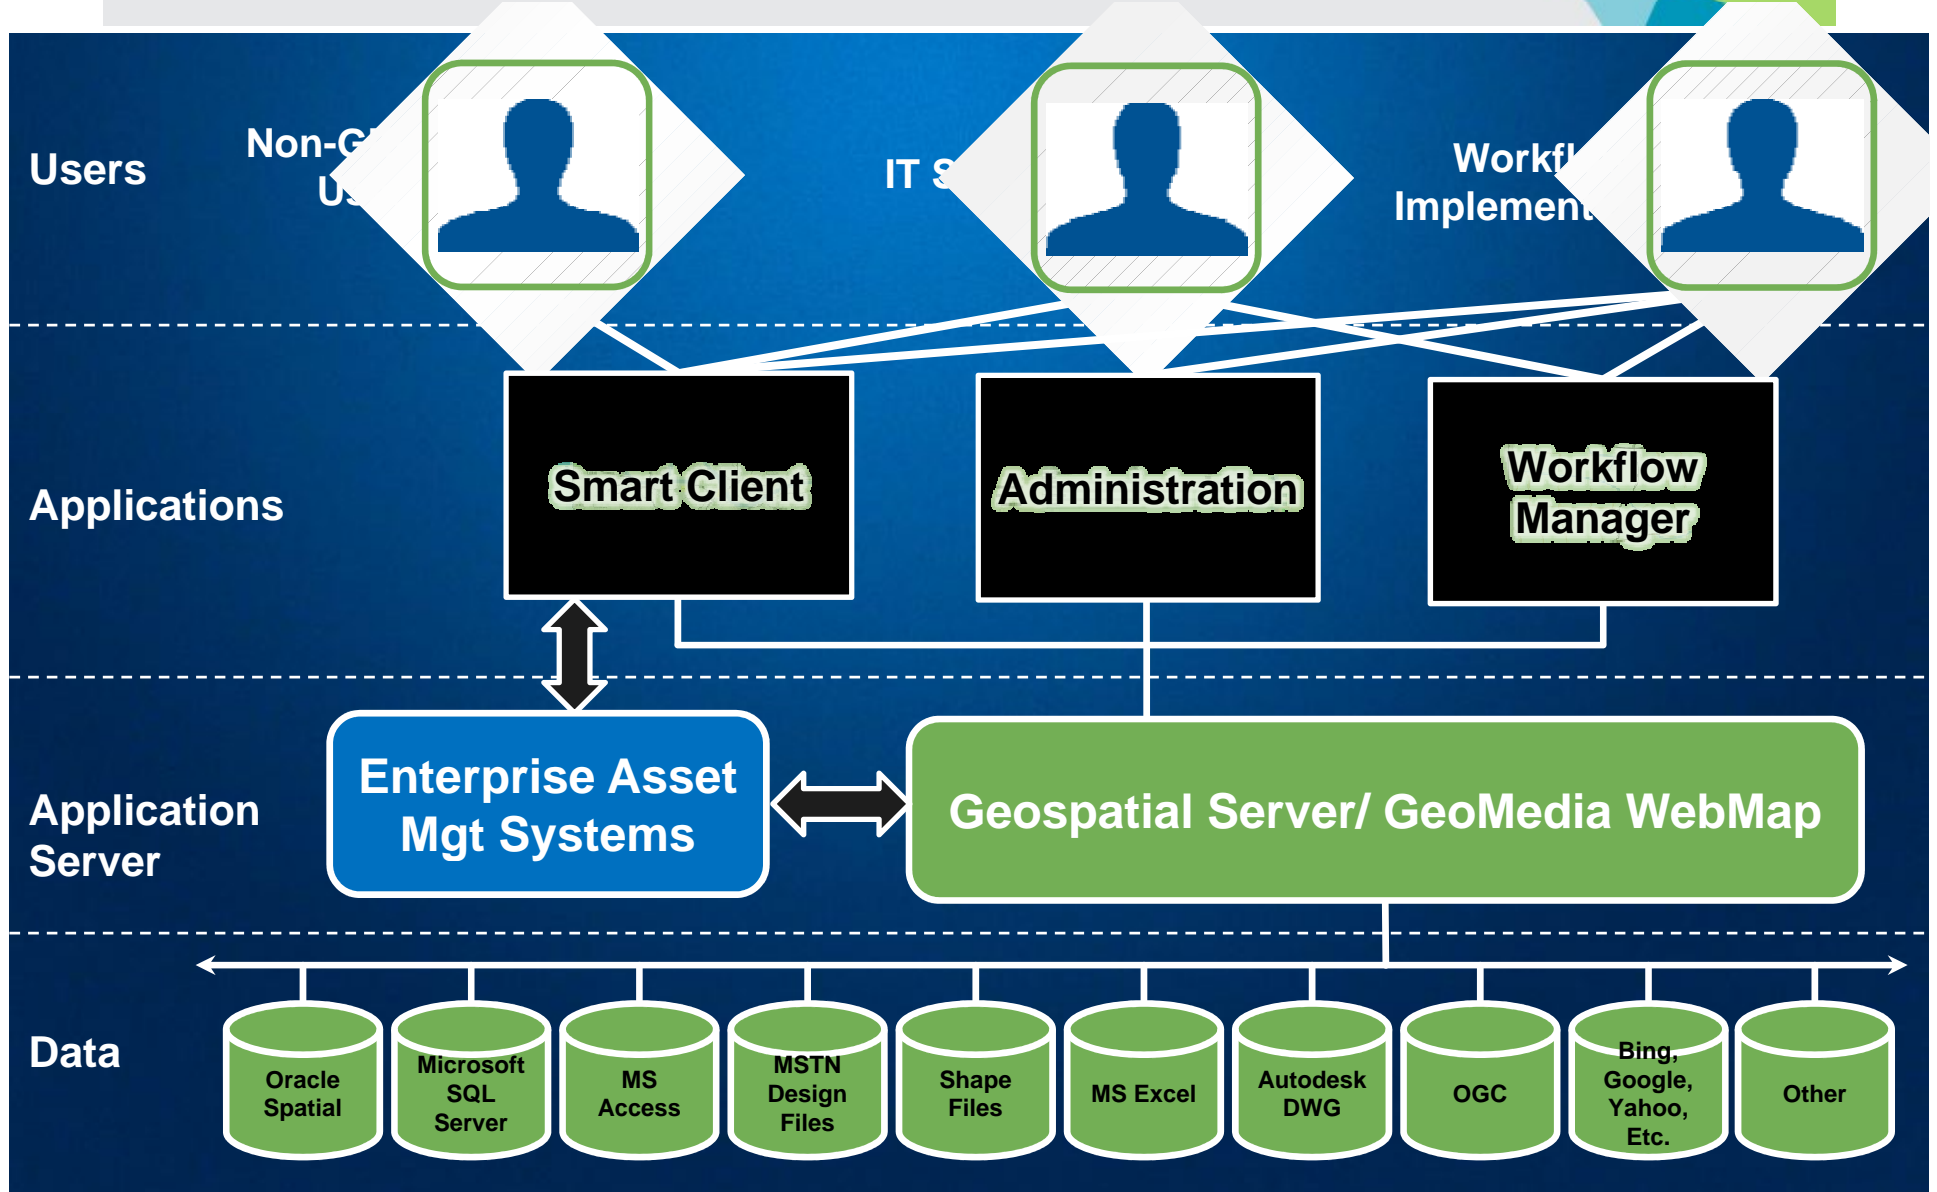 Users
Non-G
IT S
Workfl
Implement
Applications
Smart Client
Administration
Workflow
Manager
Application
Server
Enterprise Asset
Mgt Systems
Geospatial Server/ GeoMedia WebMap
Data
Oracle
Spatial
Microsoft
SQL
Server
MS
Access
MSTN
Design
Files
Shape
Files
MS Excel
Autodesk
DWG
OGC
Bing,
Google,
Yahoo,
Etc.
Other